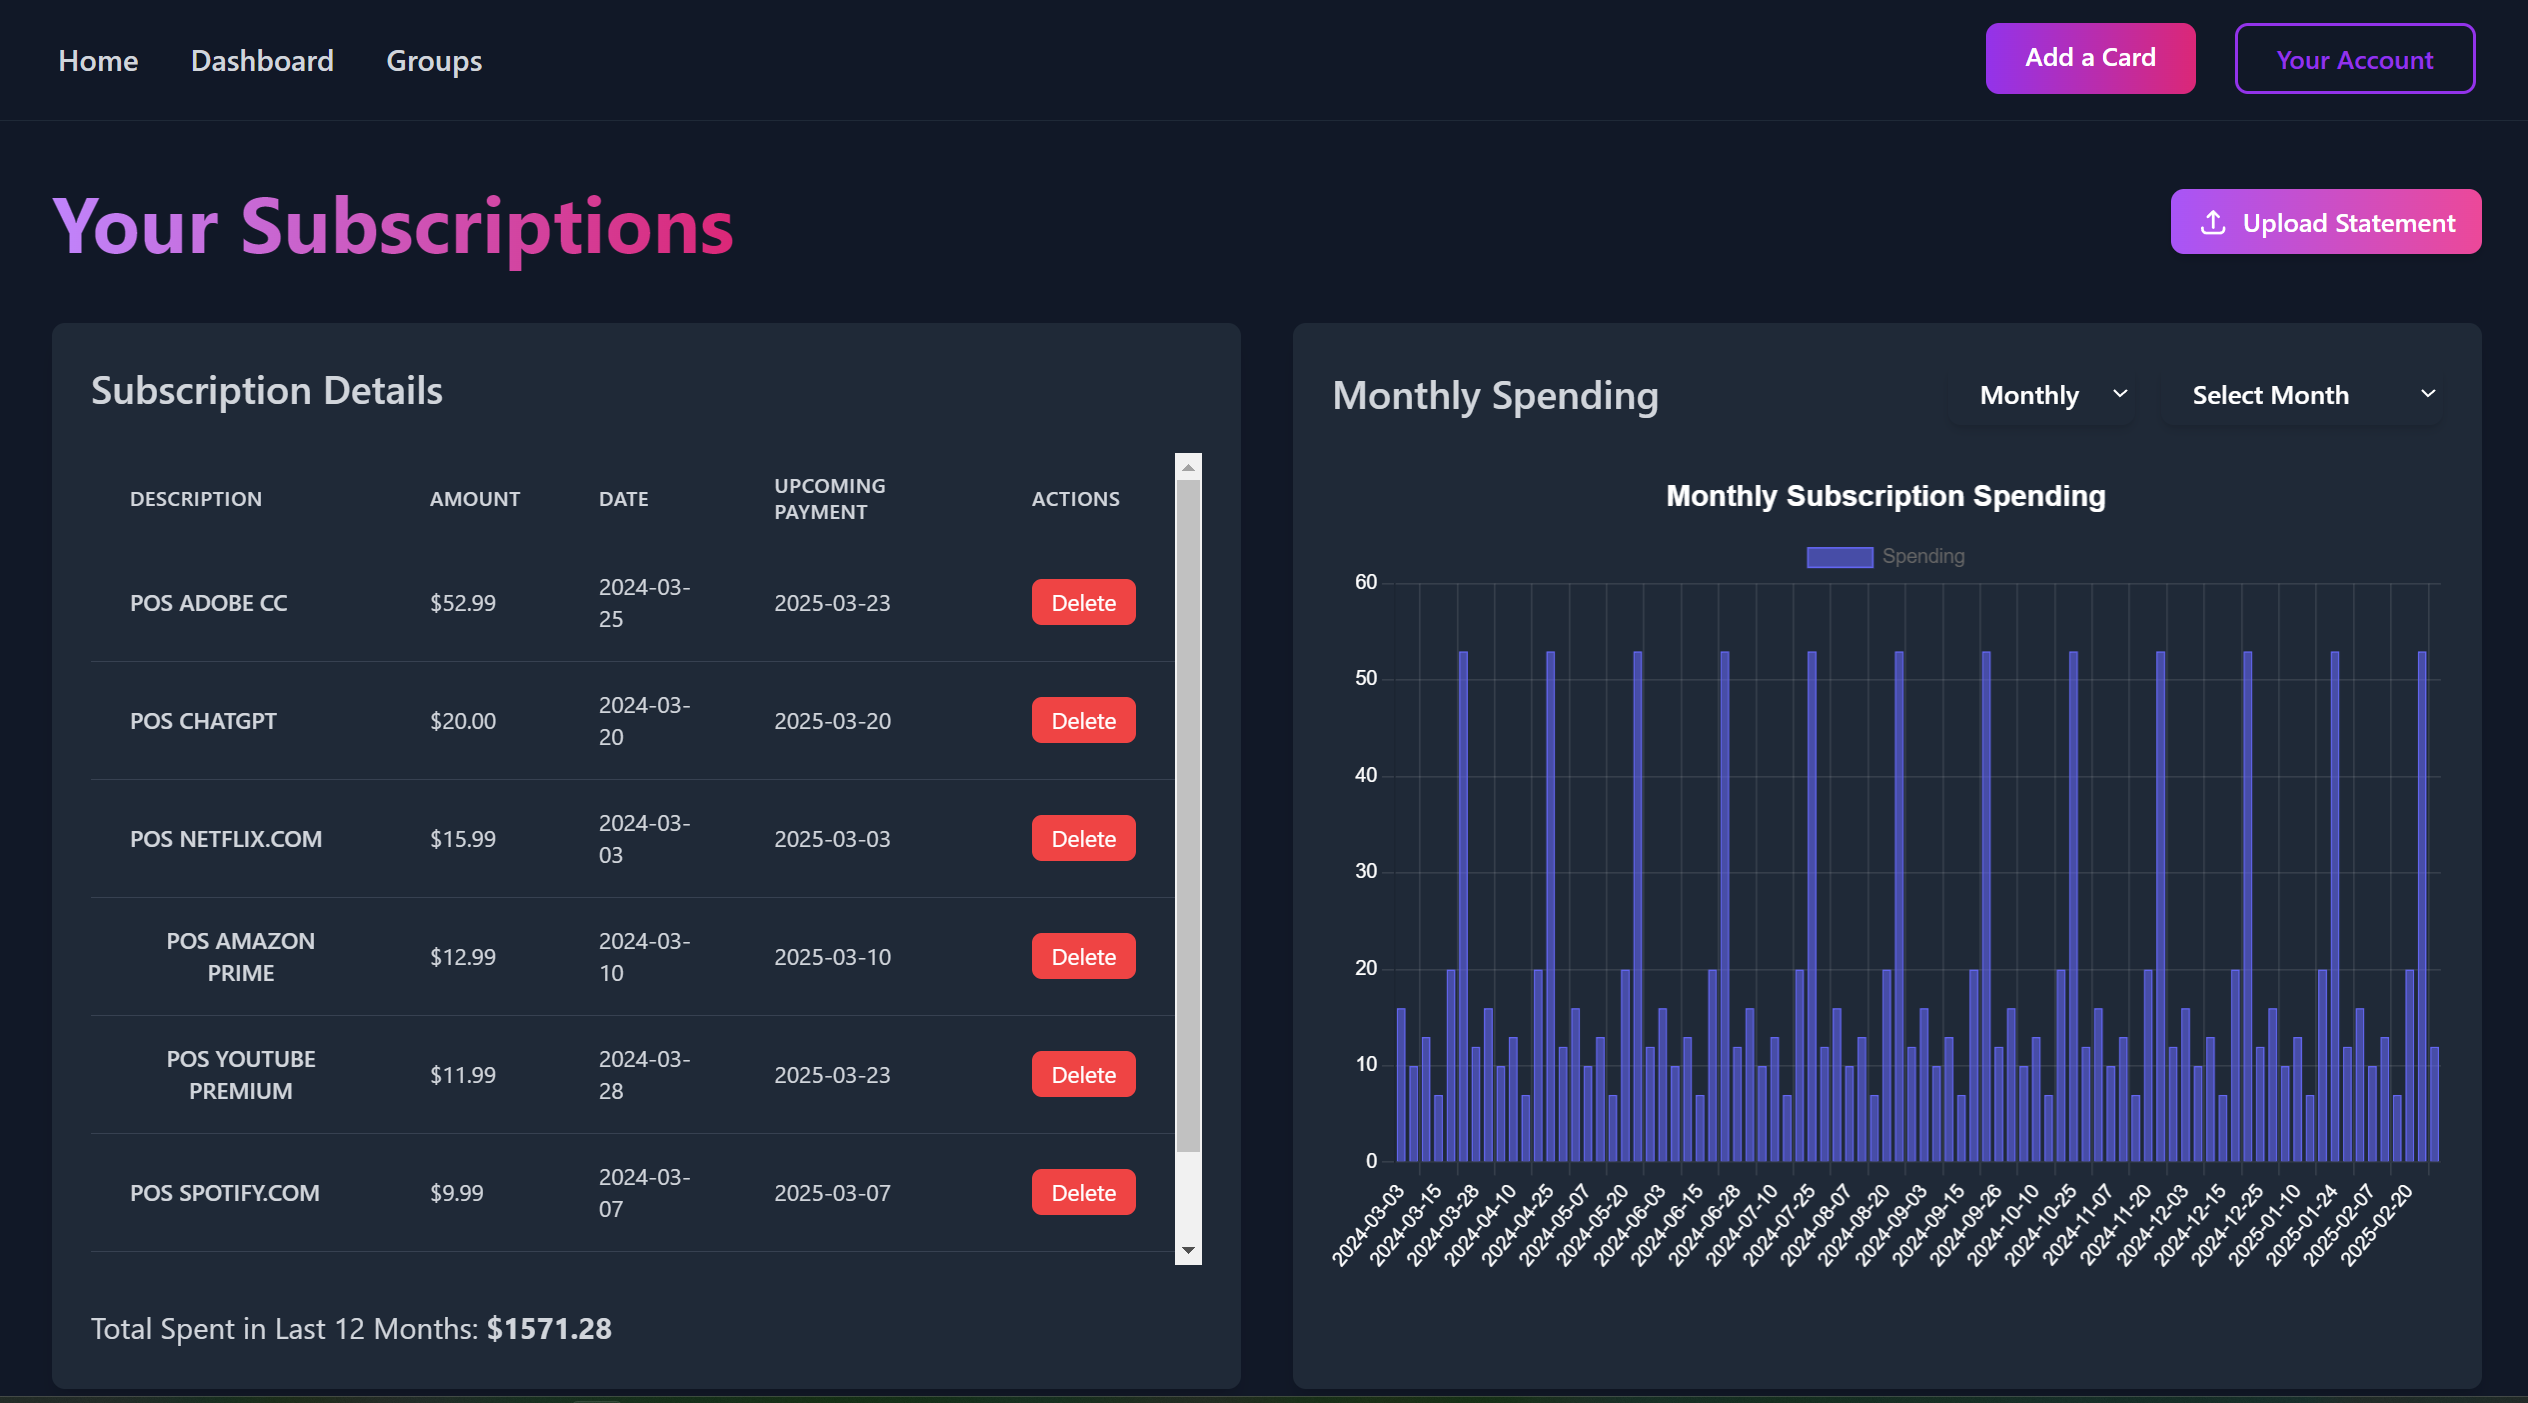 Home Dashboard Groups Add a Card Your Account
Your Subscriptions
Upload Statement
Subscription Details
DESCRIPTION AMOUNT DATE UPCOMING PAYMENT ACTIONS
POS ADOBE CC $52.99 2024-03-25 2025-03-23 Delete
POS CHATGPT $20.00 2024-03-20 2025-03-20 Delete
POS NETFLIX.COM $15.99 2024-03-03 2025-03-03 Delete
POS AMAZON PRIME $12.99 2024-03-10 2025-03-10 Delete
POS YOUTUBE PREMIUM $11.99 2024-03-28 2025-03-23 Delete
POS SPOTIFY.COM $9.99 2024-03-07 2025-03-07 Delete
Total Spent in Last 12 Months: $1571.28
Monthly Spending Monthly Select Month
Monthly Subscription Spending
Spending
60
50
40
30
20
10
0
2024-03-03
2024-03-15
2024-03-28
2024-04-10
2024-04-25
2024-05-07
2024-05-20
2024-06-03
2024-06-15
2024-06-28
2024-07-10
2024-07-25
2024-08-07
2024-08-20
2024-09-03
2024-09-15
2024-09-26
2024-10-10
2024-10-25
2024-11-07
2024-11-20
2024-12-03
2024-12-15
2024-12-25
2025-01-10
2025-01-24
2025-02-07
2025-02-20